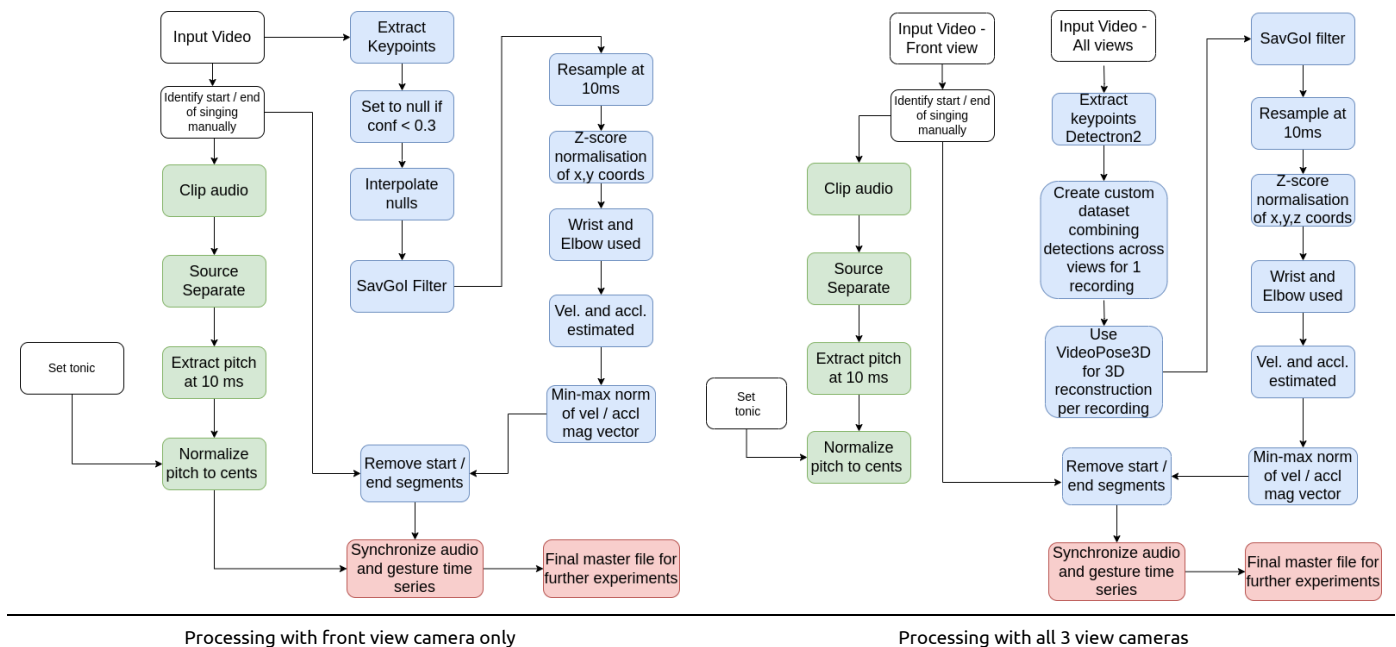 Input Video
Identify start / end
of singing
manually
Clip audio
Source
Separate
Extract pitch
at 10 ms
Set tonic
Normalize
pitch to cents
Extract
Keypoints
Set to null if
conf < 0.3
Interpolate
nulls
SavGol Filter
Resample at
10ms
Z-score
normalisation
of x,y coords
Wrist and
Elbow used
Vel. and accl.
estimated
Min-max norm
of vel / accl
mag vector
Remove start /
end segments
Synchronize audio
and gesture time
series
Final master file for
further experiments
Processing with front view camera only
Input Video -
Front view
Identify start / end
of singing
manually
Clip audio
Source
Separate
Extract pitch
at 10 ms
Set
tonic
Normalize
pitch to cents
Input Video -
All views
Extract
keypoints
Detectron2
Create custom
dataset
combining
detections across
views for 1
recording
Use
VideoPose3D
for 3D
reconstruction
per recording
SavGol filter
Resample at
10ms
Z-score
normalisation
of x,y,z coords
Wrist and
Elbow used
Vel. and accl.
estimated
Min-max norm
of vel / accl
mag vector
Remove start /
end segments
Synchronize audio
and gesture time
series
Final master file for
further experiments
Processing with all 3 view cameras